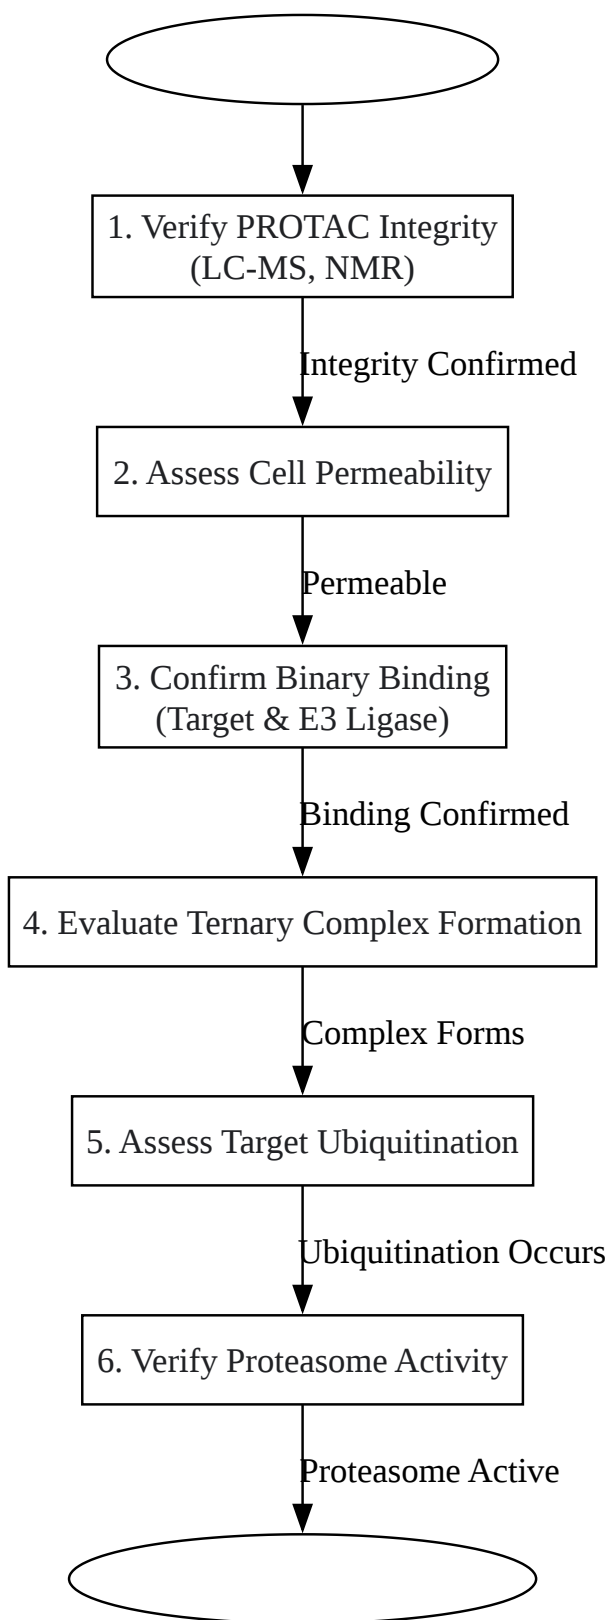 1. Verify PROTAC Integrity
(LC-MS, NMR)
Integrity Confirmed
2. Assess Cell Permeability
Permeable
3. Confirm Binary Binding
(Target & E3 Ligase)
Binding Confirmed
4. Evaluate Ternary Complex Formation
Complex Forms
5. Assess Target Ubiquitination
Ubiquitination Occurs
6. Verify Proteasome Activity
Proteasome Active